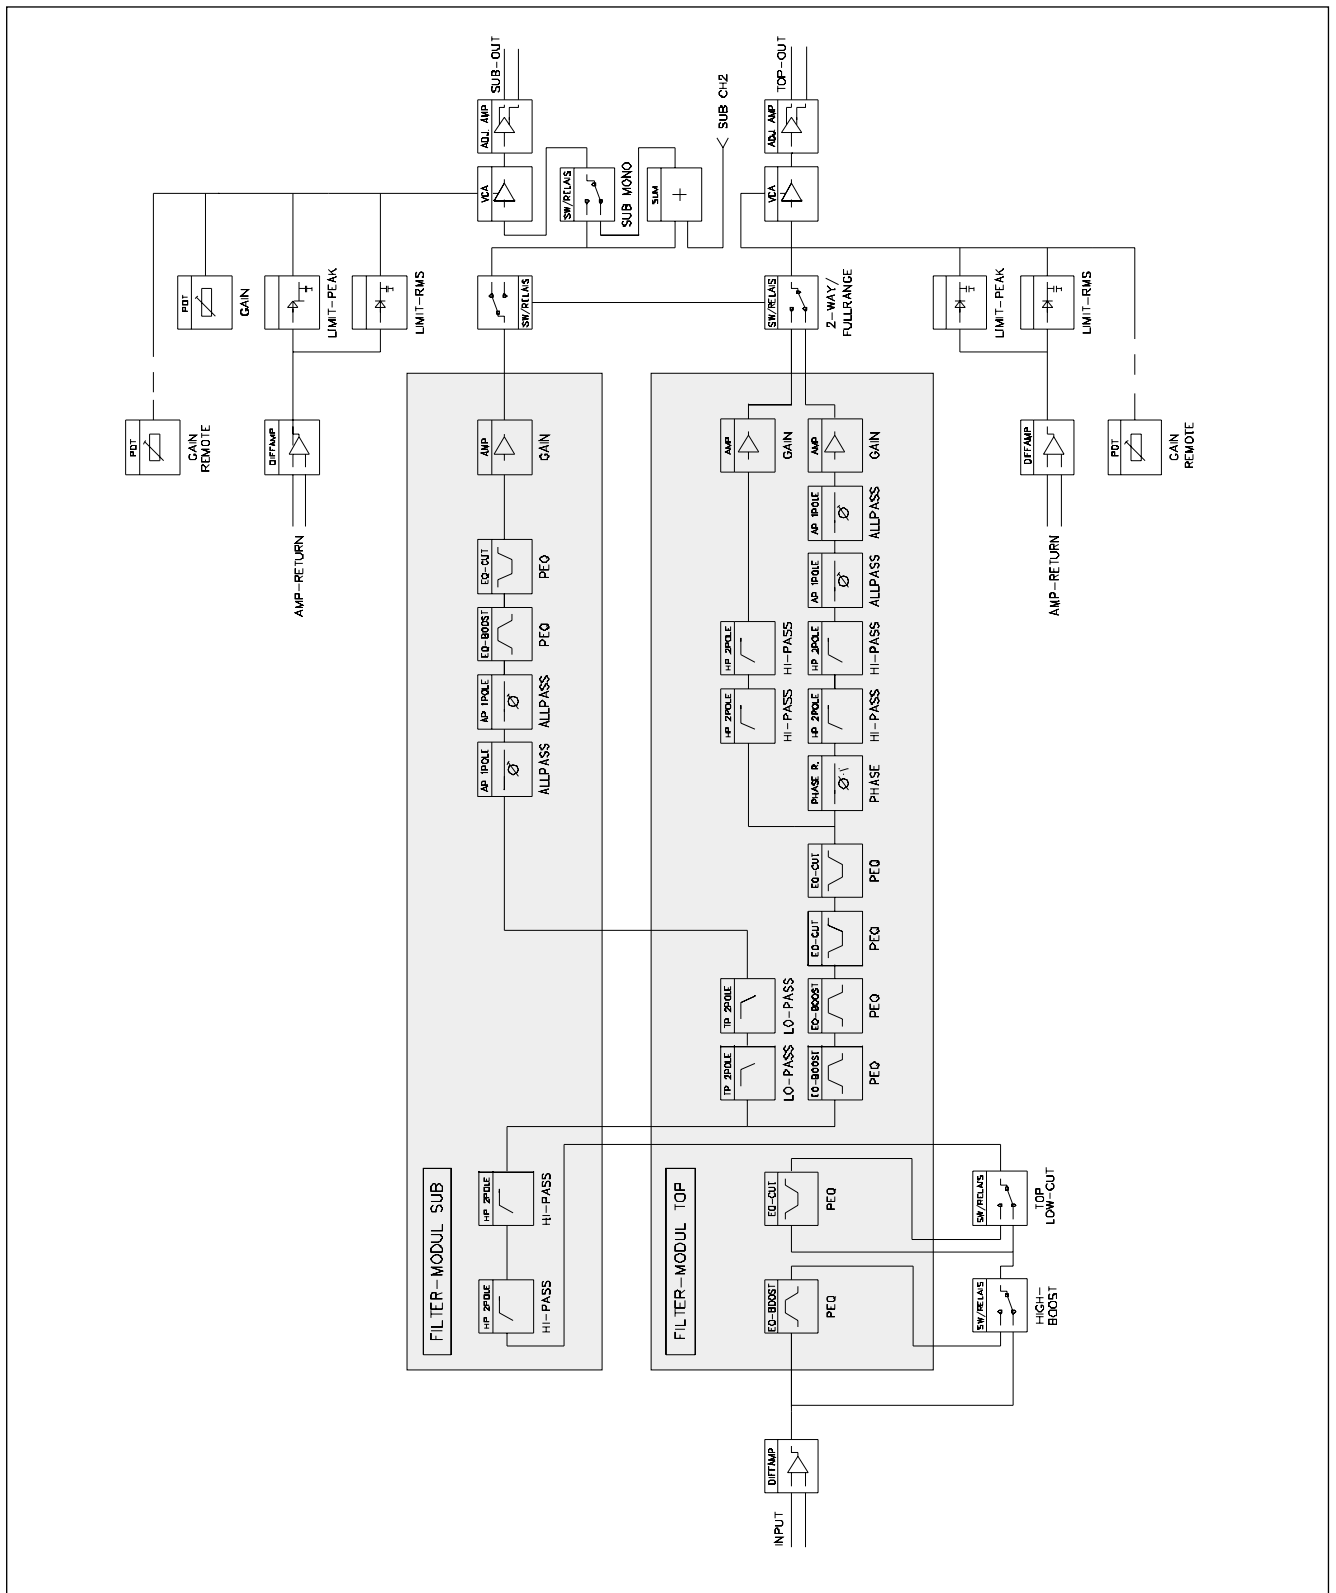 INPUT
DIFFAMP
EQ-BOOST
PEQ
SW/RELAIS
HIGH-
BOOST
EQ-CUT
PEQ
SW/RELAIS
TOP
LOW-CUT
FILTER-MODUL SUB
HP 2POLE
HI-PASS
HP 2POLE
HI-PASS
FILTER-MODUL TOP
TP 2POLE
LO-PASS
TP 2POLE
LO-PASS
EQ-BOOST
PEQ
EQ-BOOST
PEQ
EQ-CUT
PEQ
EQ-CUT
PEQ
PHASE R.
PHASE
HP 2POLE
HI-PASS
HP 2POLE
HI-PASS
HP 2POLE
HI-PASS
HP 2POLE
HI-PASS
AP 1POLE
ALLPASS
AP 1POLE
ALLPASS
AMP
GAIN
AMP
GAIN
AP 1POLE
ALLPASS
AP 1POLE
ALLPASS
EQ-BOOST
PEQ
EQ-CUT
PEQ
AMP
GAIN
AMP-RETURN
DIFFAMP
POT
GAIN
REMOTE
POT
GAIN
LIMIT-PEAK
LIMIT-RMS
SW/RELAIS
SW/RELAIS
2-WAY/
FULLRANGE
SW/RELAIS
SUB MONO
SUM
SUB CH2
VCA
ADJ. AMP
SUB-OUT
VCA
ADJ. AMP
TOP-OUT
LIMIT-PEAK
LIMIT-RMS
AMP-RETURN
DIFFAMP
POT
GAIN
REMOTE